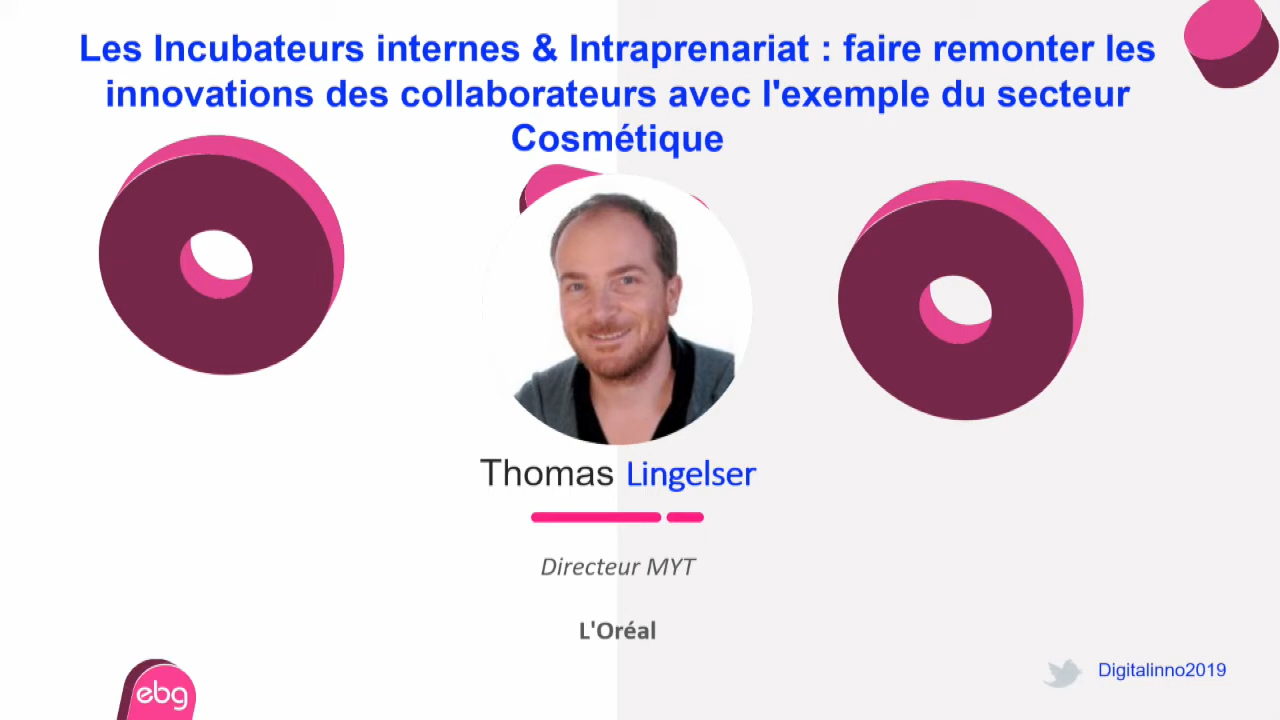 Les Incubateurs internes & Intraprenariat : faire remonter les
innovations des collaborateurs avec l'exemple du secteur
Cosmétique
Thomas Lingelser
Directeur MYT
L'Oréal
Digitalinno2019
ebg